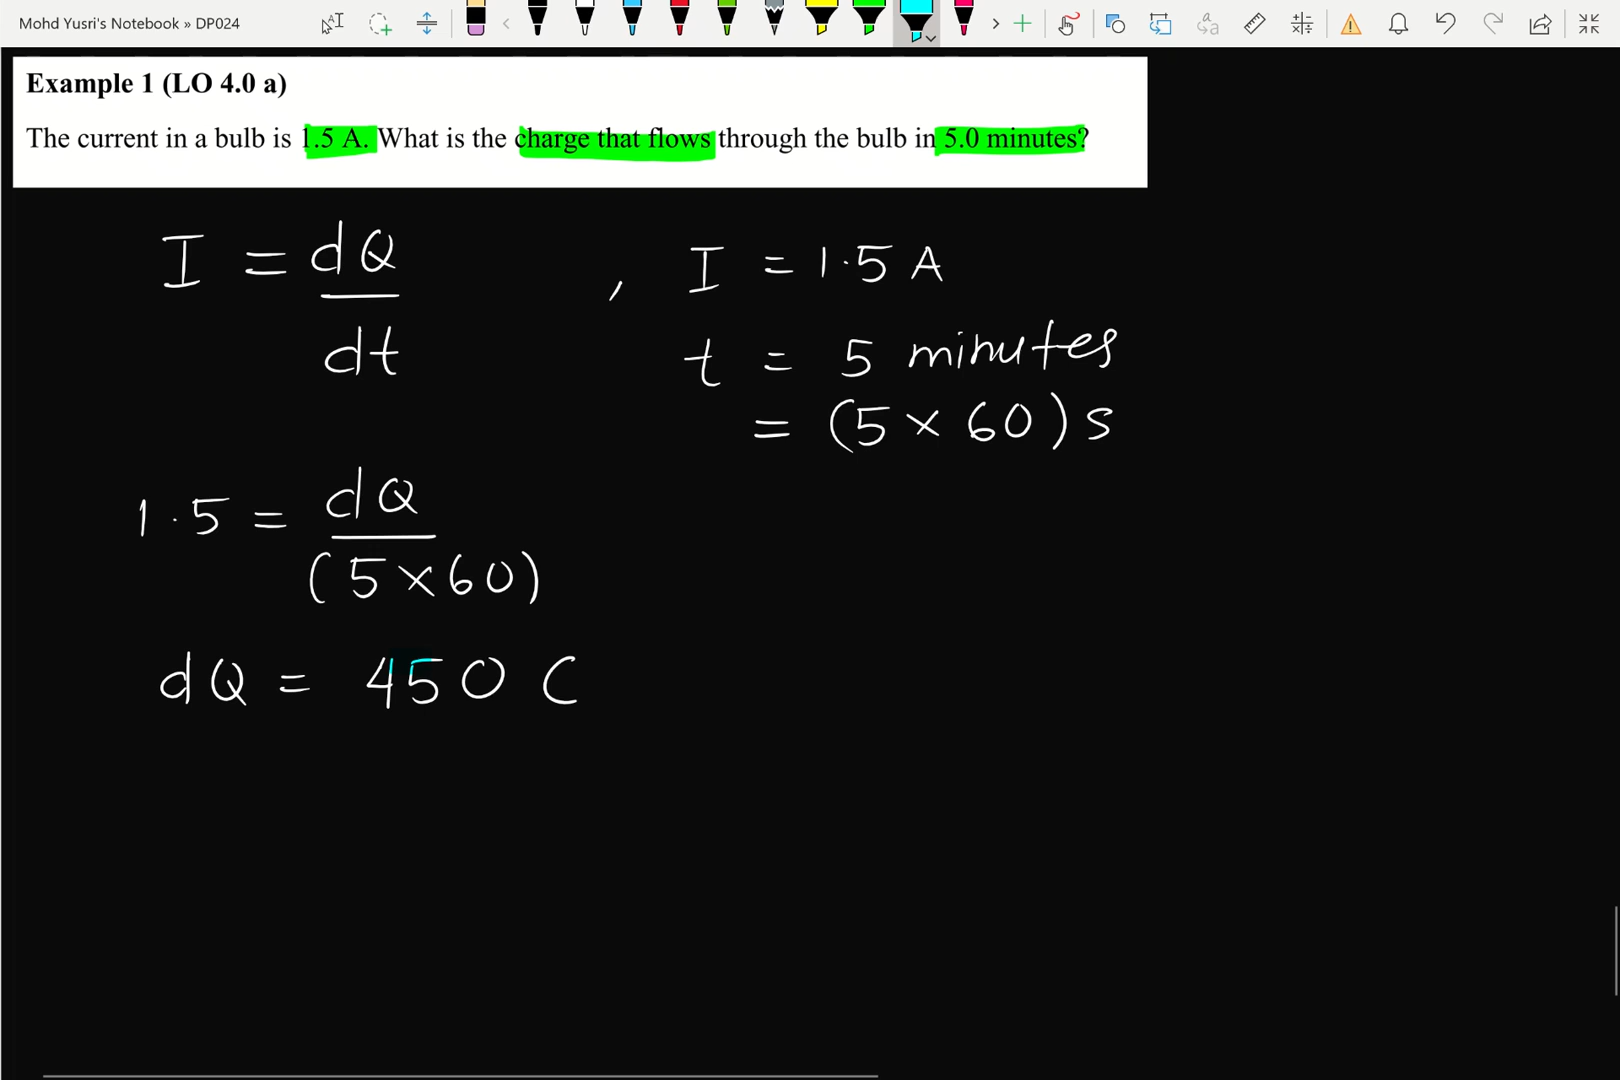 Mohd Yusri's Notebook » DP024
Example 1 (LO 4.0 a)
The current in a bulb is 1.5 A. What is the charge that flows through the bulb in 5.0 minutes?
I = dQ
dt
, I = 1.5 A
t = 5 minutes
= (5 × 60) s
1.5 = dQ
(5 × 60)
dQ = 450 C